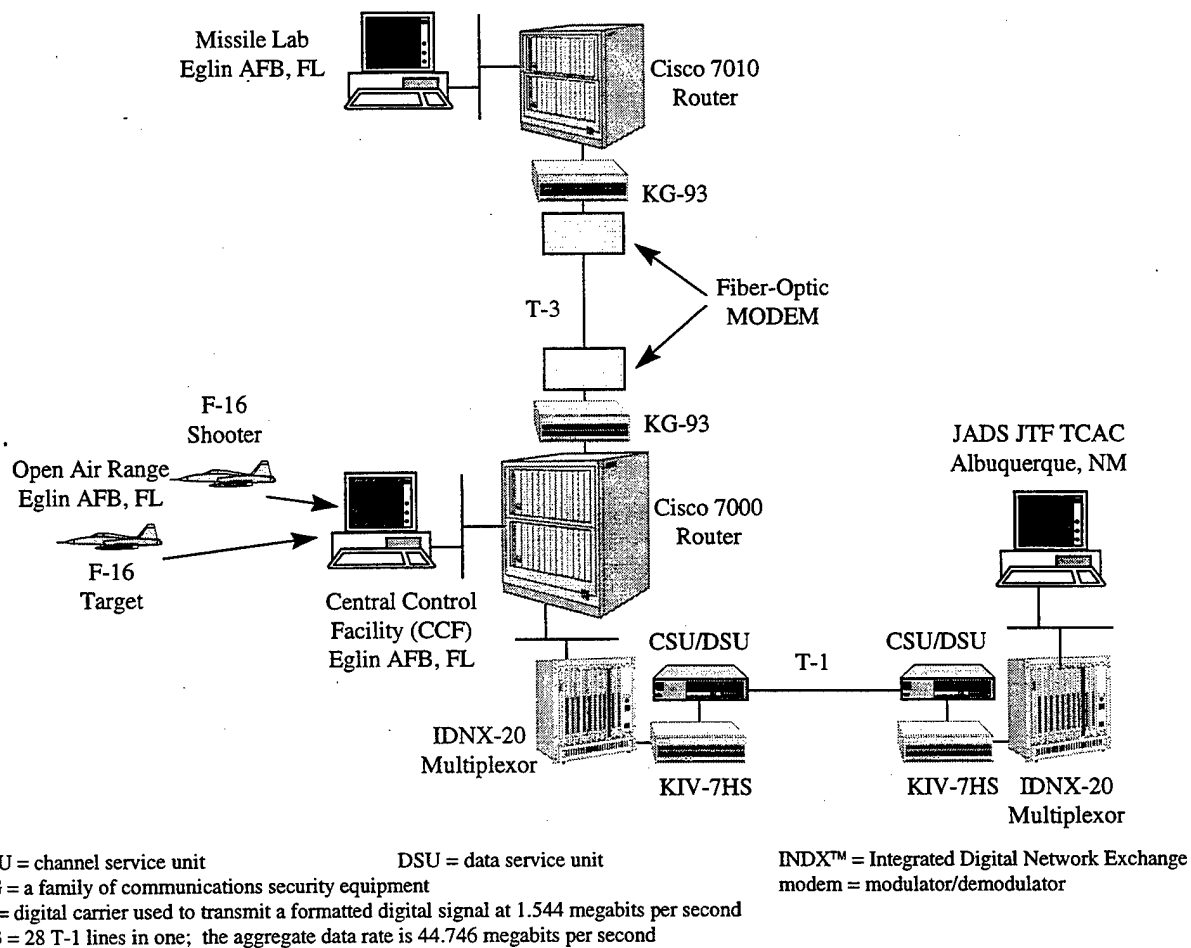 Missile Lab
Eglin AFB, FL
Cisco 7010
Router
KG-93
Fiber-Optic
MODEM
T-3
KG-93
F-16
Shooter
Open Air Range
Eglin AFB, FL
F-16
Target
Central Control
Facility (CCF)
Eglin AFB, FL
Cisco 7000
Router
JADS JTF TCAC
Albuquerque, NM
CSU/DSU
T-1
CSU/DSU
IDNX-20
Multiplexor
KIV-7HS
KIV-7HS
IDNX-20
Multiplexor
U = channel service unit DSU = data service unit INDX™ = Integrated Digital Network Exchange
= a family of communications security equipment modem = modulator/demodulator
= digital carrier used to transmit a formatted digital signal at 1.544 megabits per second
= 28 T-1 lines in one; the aggregate data rate is 44.746 megabits per second